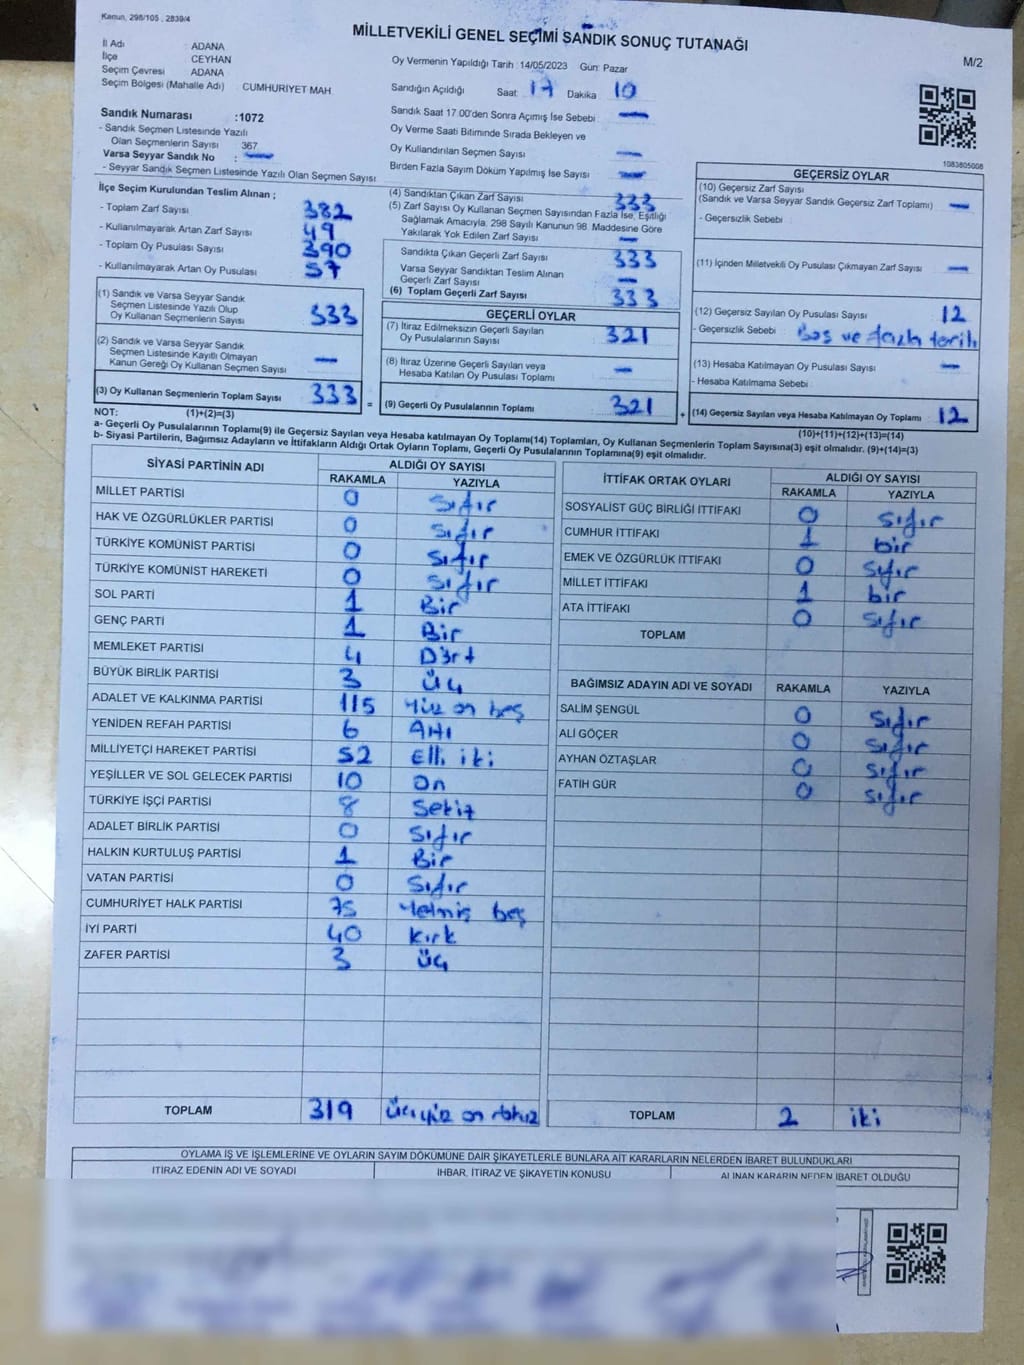 Kanun, 298/105 , 2839/4
MİLLETVEKİLİ GENEL SEÇİMİ SANDIK SONUÇ TUTANAĞI
M/2
İl Adı : ADANA
İlçe CEYHAN
Seçim Çevresi ADANA
Seçim Bölgesi (Mahalle Adı) CUMHURİYET MAH.
Oy Vermenin Yapıldığı Tarih : 14/05/2023 Gün: Pazar
Sandığın Açıldığı Saat: 17 Dakika 10
Sandık Numarası :1072
- Sandık Seçmen Listesinde Yazılı
Olan Seçmenlerin Sayısı 367
Varsa Seyyar Sandık No : —
- Seyyar Sandık Seçmen Listesinde Yazılı Olan Seçmen Sayısı
Sandık Saat 17.00'den Sonra Açımış İse Sebebi —
Oy Verme Saati Bitiminde Sırada Bekleyen ve
Oy Kullandırılan Seçmen Sayısı —
Birden Fazla Sayım Döküm Yapılmış İse Sayısı —
1083805008
İlçe Seçim Kurulundan Teslim Alınan ;
- Toplam Zarf Sayısı 382
- Kullanılmayarak Artan Zarf Sayısı 49
- Toplam Oy Pusulası Sayısı 390
- Kullanılmayarak Artan Oy Pusulası 57
(4) Sandıktan Çıkan Zarf Sayısı 333
(5) Zarf Sayısı Oy Kullanan Seçmen Sayısından Fazla İse, Eşitliği
Sağlamak Amacıyla, 298 Sayılı Kanunun 98. Maddesine Göre
Yakılarak Yok Edilen Zarf Sayısı —
Sandıkta Çıkan Geçerli Zarf Sayısı 333
Varsa Seyyar Sandıktan Teslim Alınan
Geçerli Zarf Sayısı —
(6) Toplam Geçerli Zarf Sayısı 333
GEÇERSİZ OYLAR
(10) Geçersiz Zarf Sayısı
(Sandık ve Varsa Seyyar Sandık Geçersiz Zarf Toplamı) —
- Geçersizlik Sebebi
(11) İçinden Milletvekili Oy Pusulası Çıkmayan Zarf Sayısı —
(12) Geçersiz Sayılan Oy Pusulası Sayısı 12
- Geçersizlik Sebebi Boş ve fazla tercih
(13) Hesaba Katılmayan Oy Pusulası Sayısı —
- Hesaba Katılmama Sebebi
(14) Geçersiz Sayılan veya Hesaba Katılmayan Oy Toplamı 12
(10)+(11)+(12)+(13)=(14)
(1) Sandık ve Varsa Seyyar Sandık
Seçmen Listesinde Yazılı Olup
Oy Kullanan Seçmenlerin Sayısı 333
(2) Sandık ve Varsa Seyyar Sandık
Seçmen Listesinde Kayıtlı Olmayan
Kanun Gereği Oy Kullanan Seçmen Sayısı —
(3) Oy Kullanan Seçmenlerin Toplam Sayısı 333 =
GEÇERLİ OYLAR
(7) İtiraz Edilmeksizin Geçerli Sayılan
Oy Pusulalarının Sayısı 321
(8) İtiraz Üzerine Geçerli Sayılan veya
Hesaba Katılan Oy Pusulası Toplamı —
(9) Geçerli Oy Pusulalarının Toplamı 321 +
NOT: (1)+(2)=(3)
a- Geçerli Oy Pusulalarının Toplamı(9) ile Geçersiz Sayılan veya Hesaba katılmayan Oy Toplamı(14) Toplamları, Oy Kullanan Seçmenlerin Toplam Sayısına(3) eşit olmalıdır. (9)+(14)=(3)
b- Siyasi Partilerin, Bağımsız Adayların ve İttifakların Aldığı Ortak Oyların Toplamı, Geçerli Oy Pusulalarının Toplamına(9) eşit olmalıdır.
SİYASİ PARTİNİN ADI ALDIĞI OY SAYISI
RAKAMLA YAZIYLA
MİLLET PARTİSI 0 Sıfır
HAK VE ÖZGÜRLÜKLER PARTİSİ 0 Sıfır
TÜRKİYE KOMÜNİST PARTİSİ 0 Sıfır
TÜRKİYE KOMÜNİST HAREKETİ 0 Sıfır
SOL PARTİ 1 Bir
GENÇ PARTİ 1 Bir
MEMLEKET PARTİSİ 4 Dört
BÜYÜK BİRLİK PARTİSİ 3 Üç
ADALET VE KALKINMA PARTİSİ 115 Yüz on beş
YENİDEN REFAH PARTİSİ 6 Altı
MİLLİYETÇİ HAREKET PARTİSİ 52 Elli iki
YEŞİLLER VE SOL GELECEK PARTİSİ 10 On
TÜRKİYE İŞÇİ PARTİSİ 8 Sekiz
ADALET BİRLİK PARTİSİ 0 Sıfır
HALKIN KURTULUŞ PARTİSİ 1 Bir
VATAN PARTİSİ 0 Sıfır
CUMHURİYET HALK PARTİSİ 75 Yetmiş beş
İYİ PARTİ 40 Kırk
ZAFER PARTİSİ 3 Üç
TOPLAM 319 Üçyüz on dokuz
İTTİFAK ORTAK OYLARI ALDIĞI OY SAYISI
RAKAMLA YAZIYLA
SOSYALİST GÜÇ BİRLİĞİ İTTİFAKI 0 Sıfır
CUMHUR İTTİFAKI 1 bir
EMEK VE ÖZGÜRLÜK İTTİFAKI 0 Sıfır
MİLLET İTTİFAKI 1 bir
ATA İTTİFAKI 0 Sıfır
TOPLAM
BAĞIMSIZ ADAYIN ADI VE SOYADI RAKAMLA YAZIYLA
SALİM ŞENGÜL 0 Sıfır
ALİ GÖÇER 0 Sıfır
AYHAN ÖZTAŞLAR 0 Sıfır
FATİH GÜR 0 Sıfır
TOPLAM 2 iki
OYLAMA İŞ VE İŞLEMLERİNE VE OYLARIN SAYIM DÖKÜMÜNE DAİR ŞİKAYETLERLE BUNLARA AİT KARARLARIN NELERDEN İBARET BULUNDUKLARI
İTİRAZ EDENİN ADI VE SOYADI İHBAR, İTİRAZ VE ŞİKAYETİN KONUSU ALINAN KARARIN NEDEN İBARET OLDUĞU